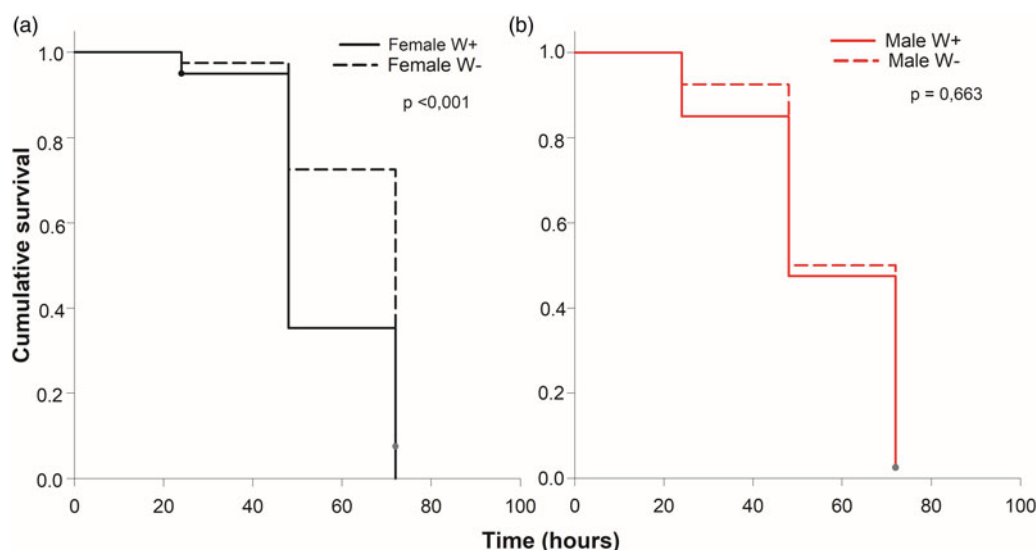 (a)
Female W+
Female W-
p <0,001
Cumulative survival
1.0
0.8
0.6
0.4
0.2
0.0
0 20 40 60 80 100
(b)
Male W+
Male W-
p = 0,663
1.0
0.8
0.6
0.4
0.2
0.0
0 20 40 60 80 100
Time (hours)